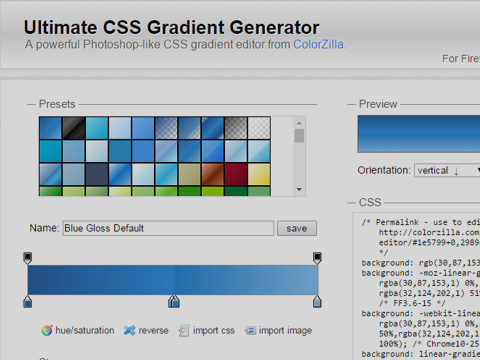 Ultimate CSS Gradient Generator
A powerful Photoshop-like CSS gradient editor from ColorZilla.
For Fire
Presets
Preview
Orientation: vertical ↓
Name: Blue Gloss Default save
CSS
/* Permalink - use to edi
http://colorzilla.com
editor/#1e5799+0,2989
*/
background: rgb(30,87,153
background: -moz-linear-g
rgba(30,87,153,1) 0%,
rgba(32,124,202,1) 51%
/* FF3.6-15 */
background: -webkit-linea
rgba(30,87,153,1) 0%,r
50%,rgba(32,124,202,1)
100%); /* Chrome10-25
background: linear-gradi
hue/saturation reverse import css import image